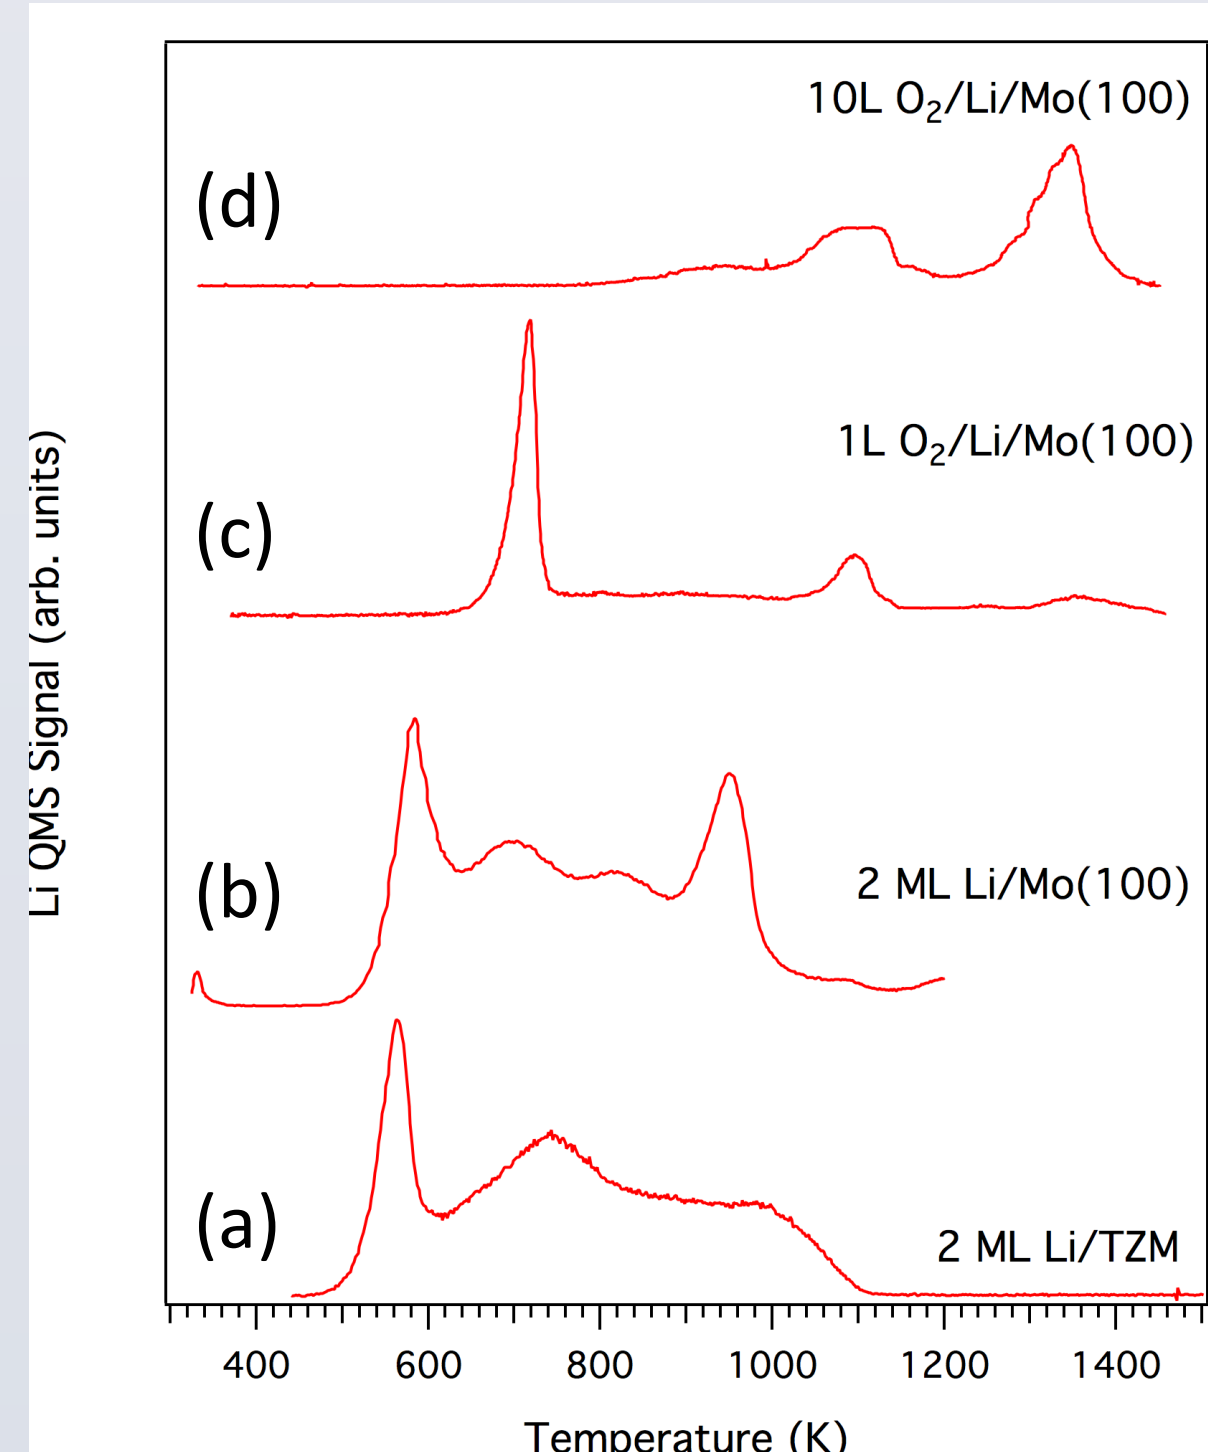 10L O₂/Li/Mo(100)
(d)
1L O₂/Li/Mo(100)
(c)
Li QMS Signal (arb. units)
(b)
2 ML Li/Mo(100)
(a)
2 ML Li/TZM
400 600 800 1000 1200 1400
Temperature (K)